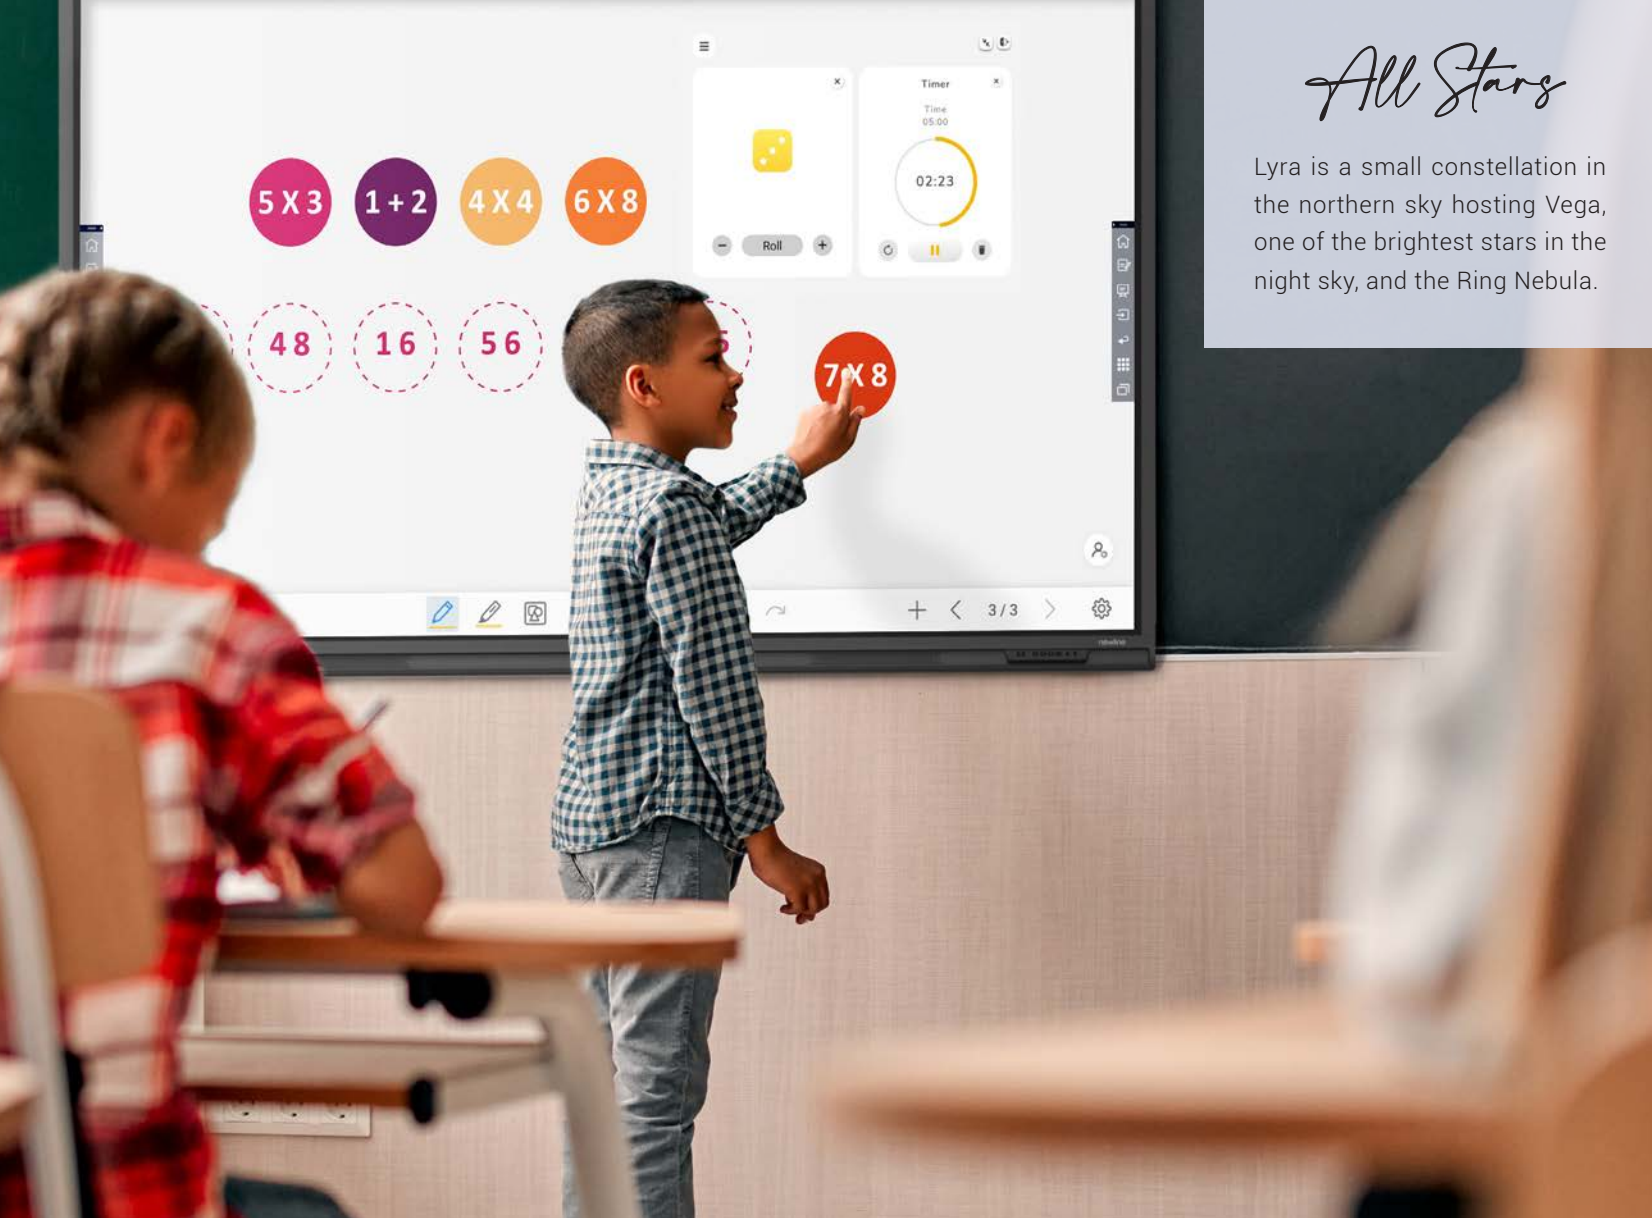 All Stars
Lyra is a small constellation in
the northern sky hosting Vega,
one of the brightest stars in the
night sky, and the Ring Nebula.
Timer
Time
05:00
02:23
Roll
5 X 3
1 + 2
4 X 4
6 X 8
48
16
56
7 X 8
3/3
newline